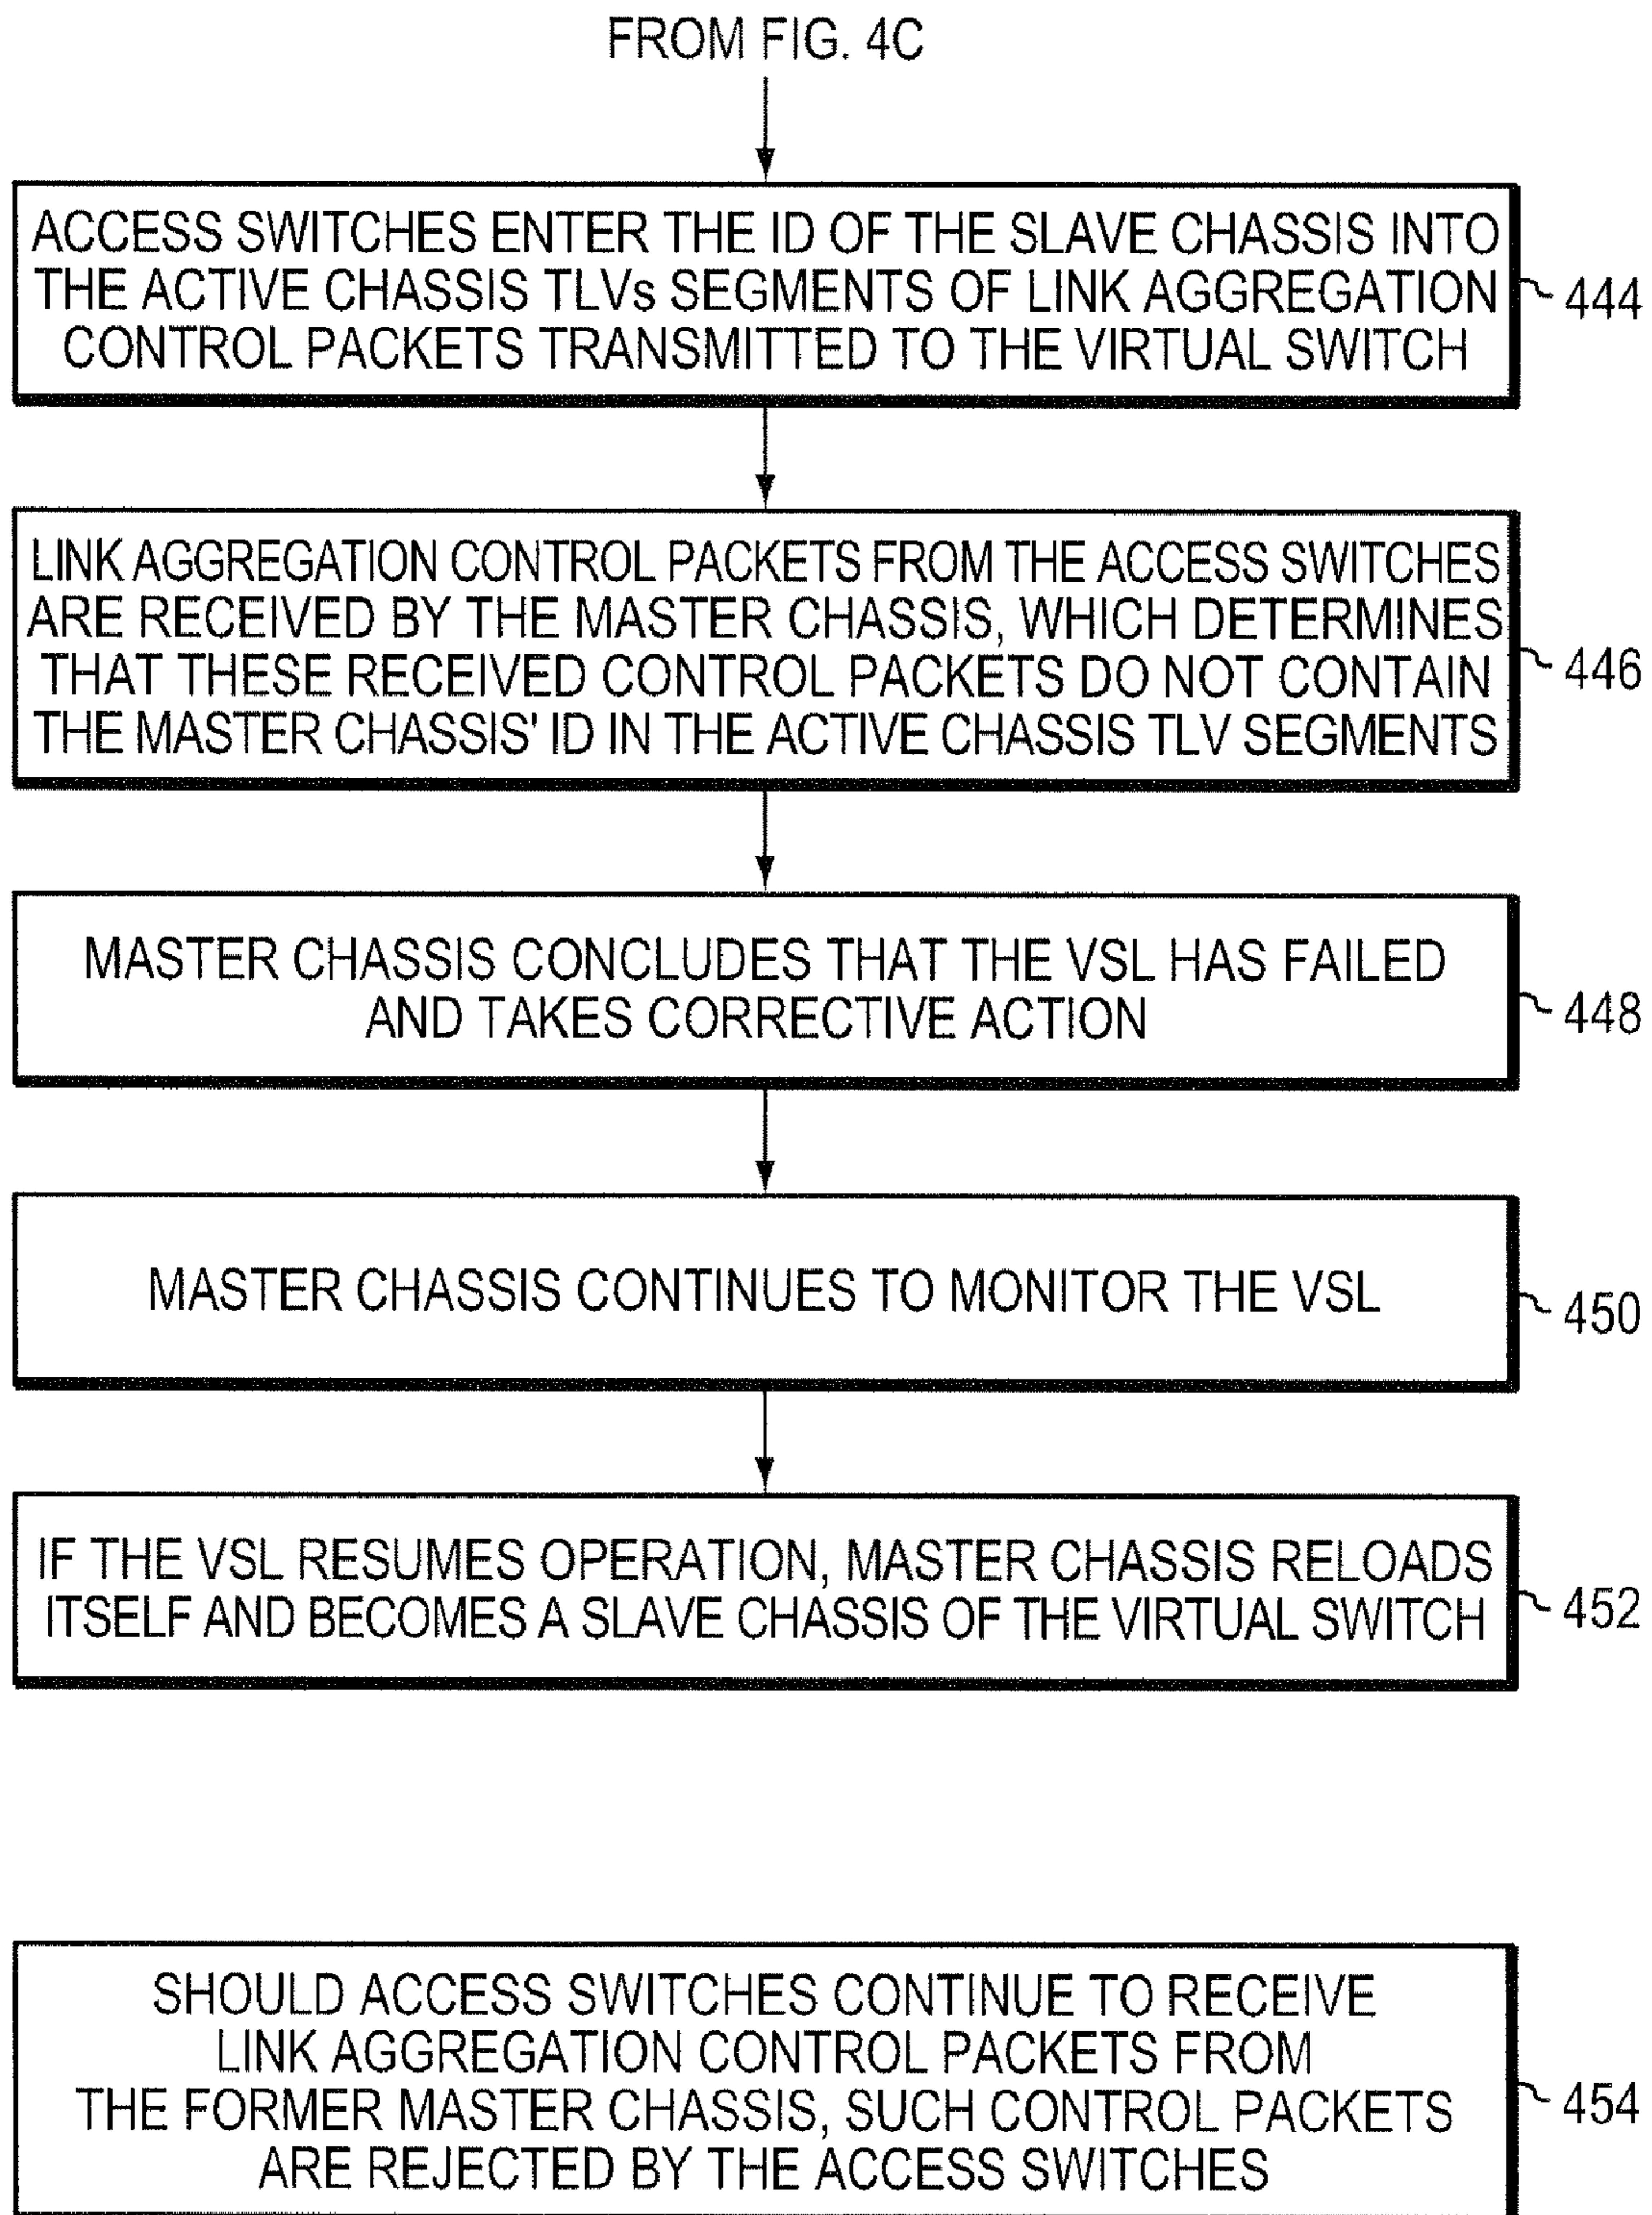 FROM FIG. 4C
ACCESS SWITCHES ENTER THE ID OF THE SLAVE CHASSIS INTO
THE ACTIVE CHASSIS TLVs SEGMENTS OF LINK AGGREGATION
CONTROL PACKETS TRANSMITTED TO THE VIRTUAL SWITCH
444
LINK AGGREGATION CONTROL PACKETS FROM THE ACCESS SWITCHES
ARE RECEIVED BY THE MASTER CHASSIS, WHICH DETERMINES
THAT THESE RECEIVED CONTROL PACKETS DO NOT CONTAIN
THE MASTER CHASSIS' ID IN THE ACTIVE CHASSIS TLV SEGMENTS
446
MASTER CHASSIS CONCLUDES THAT THE VSL HAS FAILED
AND TAKES CORRECTIVE ACTION
448
MASTER CHASSIS CONTINUES TO MONITOR THE VSL
450
IF THE VSL RESUMES OPERATION, MASTER CHASSIS RELOADS
ITSELF AND BECOMES A SLAVE CHASSIS OF THE VIRTUAL SWITCH
452
SHOULD ACCESS SWITCHES CONTINUE TO RECEIVE
LINK AGGREGATION CONTROL PACKETS FROM
THE FORMER MASTER CHASSIS, SUCH CONTROL PACKETS
ARE REJECTED BY THE ACCESS SWITCHES
454